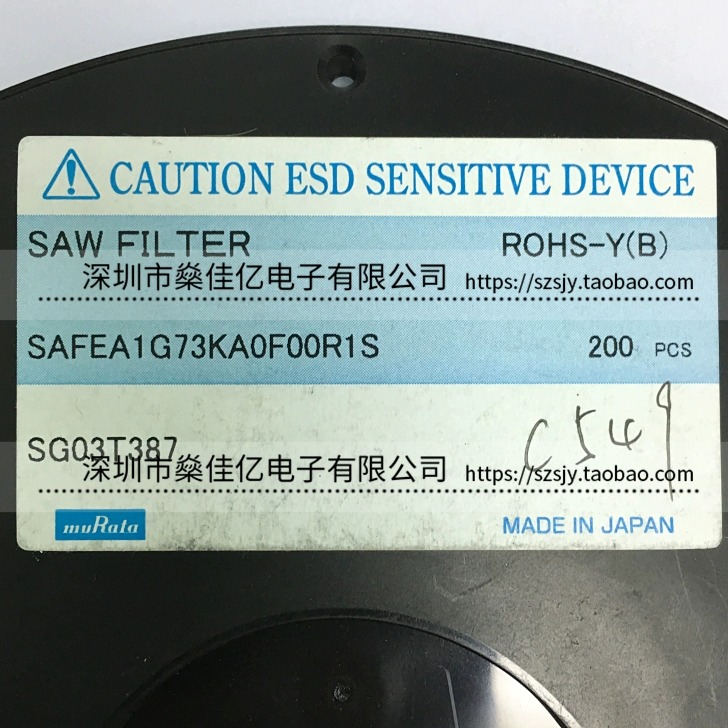 CAUTION ESD SENSITIVE DEVICE
SAW FILTER ROHS-Y(B)
深圳市燊佳亿电子有限公司 https://szsjy.taobao.com
SAFEA1G73KA0F00R1S 200 PCS
C549
SG03T387
深圳市燊佳亿电子有限公司 https://szsjy.taobao.com
muRata MADE IN JAPAN